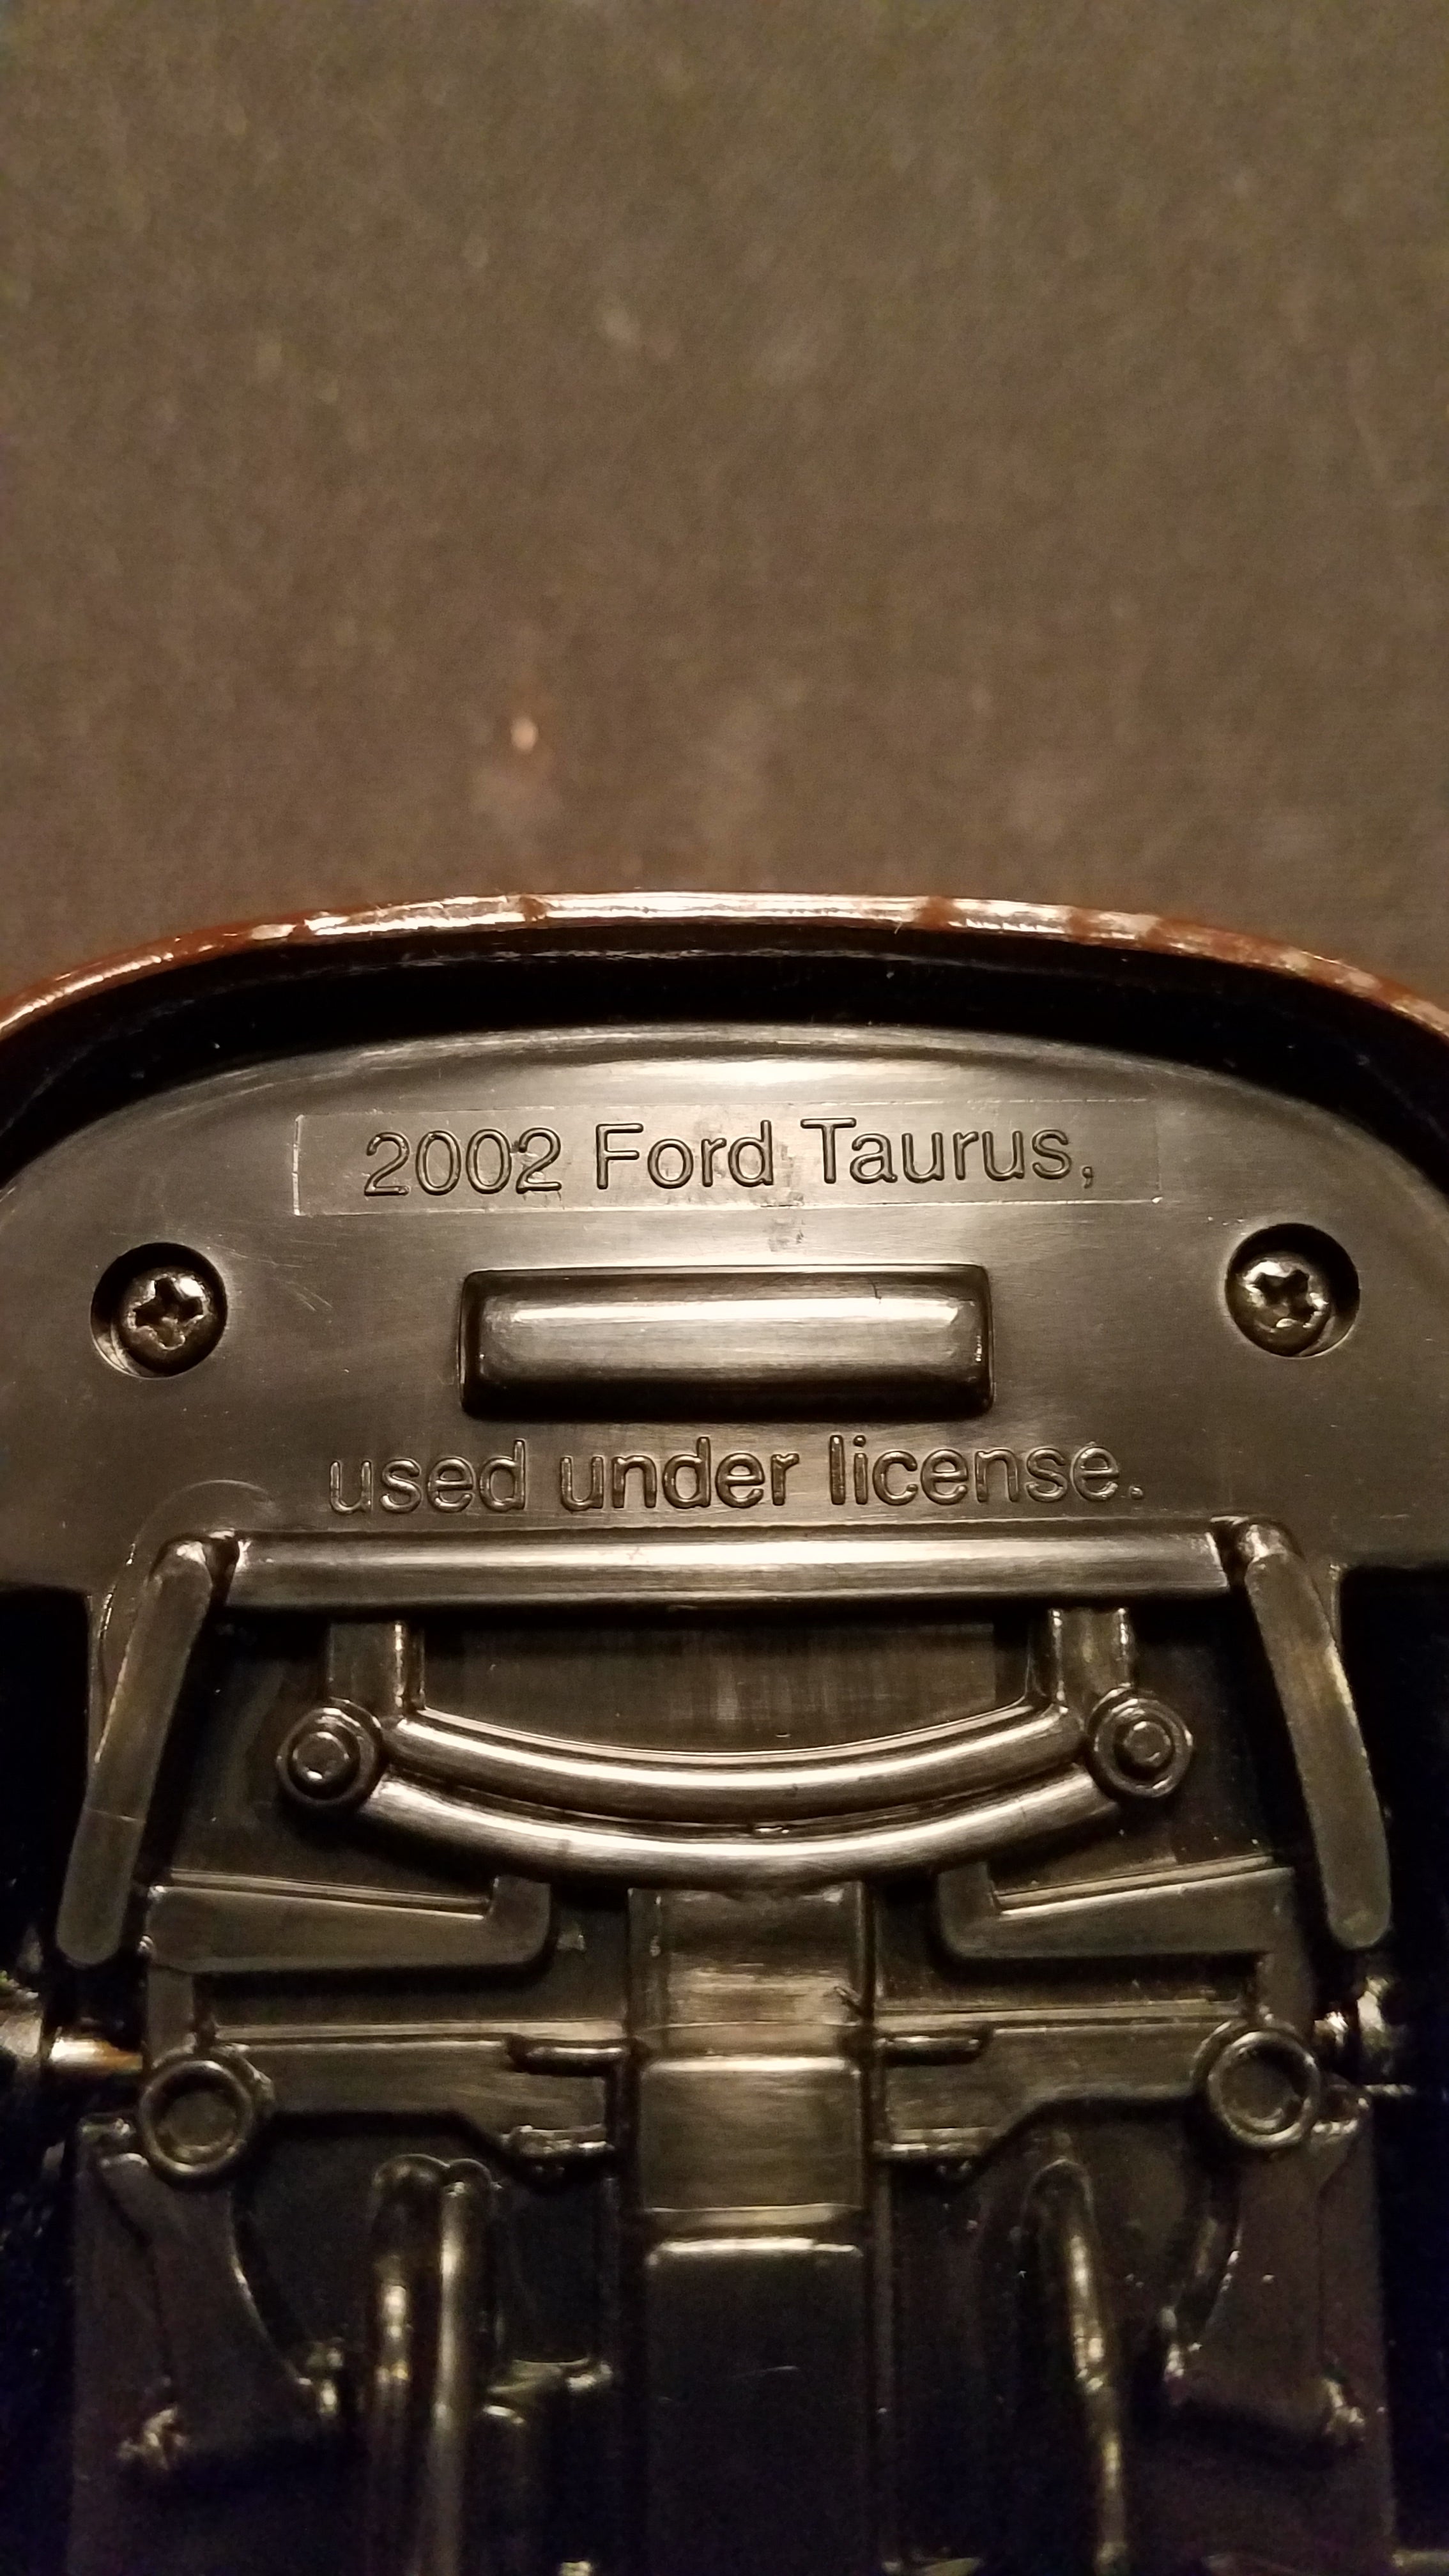 2002 Ford Taurus,
used under license.